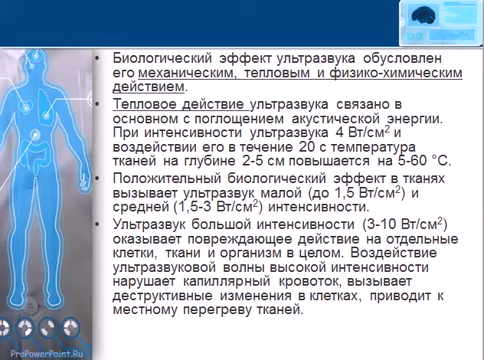 • Биологический эффект ультразвука обусловлен
его механическим, тепловым и физико-химическим
действием.
• Тепловое действие ультразвука связано в
основном с поглощением акустической энергии.
При интенсивности ультразвука 4 Вт/см² и
воздействии его в течение 20 с температура
тканей на глубине 2-5 см повышается на 5-60 °С.
• Положительный биологический эффект в тканях
вызывает ультразвук малой (до 1,5 Вт/см²) и
средней (1,5-3 Вт/см²) интенсивности.
• Ультразвук большой интенсивности (3-10 Вт/см²)
оказывает повреждающее действие на отдельные
клетки, ткани и организм в целом. Воздействие
ультразвуковой волны высокой интенсивности
нарушает капиллярный кровоток, вызывает
деструктивные изменения в клетках, приводит к
местному перегреву тканей.
ProPowerPoint.Ru